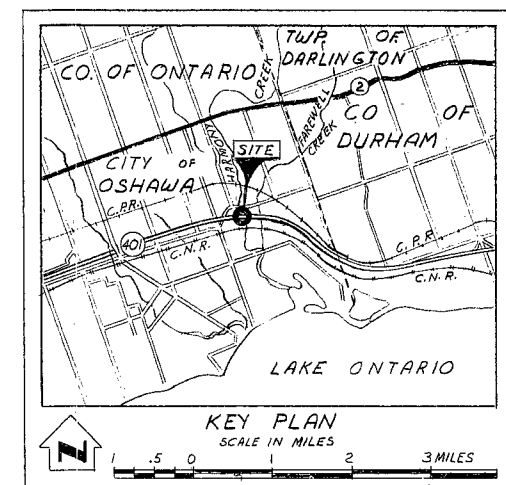 TWP. OF
DARLINGTON
CO. OF ONTARIO
CREEK
2
FAREWELL
CREEK
CO OF
DURHAM
HARMONY
SITE
CITY OF
OSHAWA
C.P.R.
401
C.N.R.
C.P.R.
C.N.R.
LAKE ONTARIO
KEY PLAN
SCALE IN MILES
1 .5 0 1 2 3 MILES
N